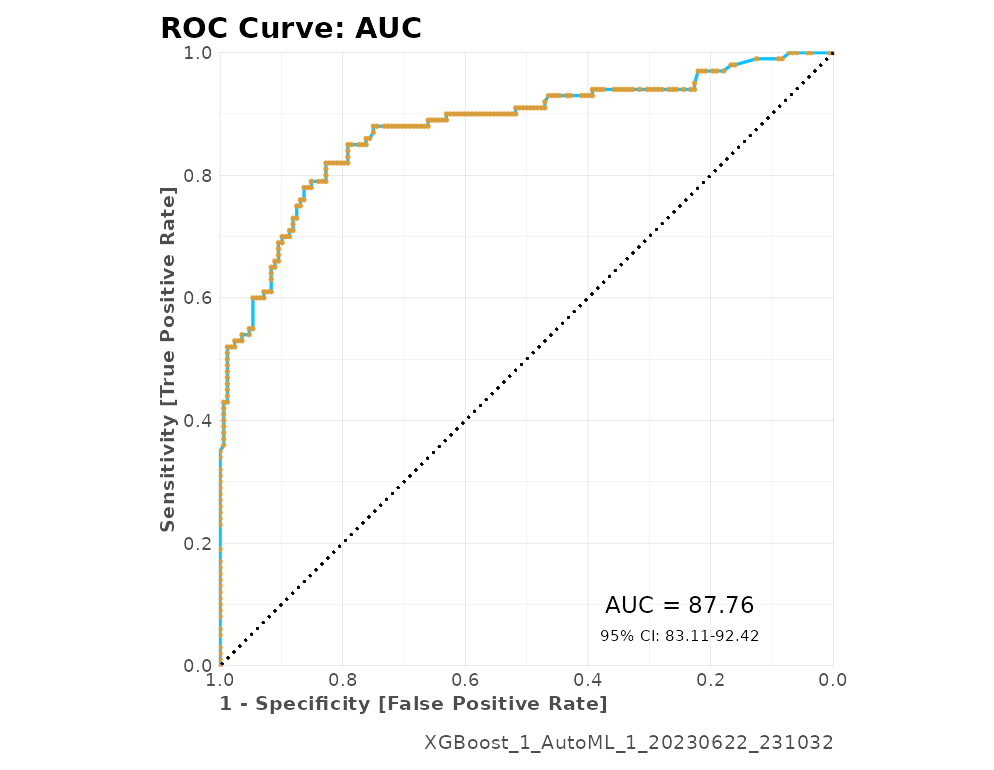 ROC Curve: AUC
Sensitivity [True Positive Rate]
1.0
0.8
0.6
0.4
0.2
0.0
AUC = 87.76
95% CI: 83.11-92.42
1.0 0.8 0.6 0.4 0.2 0.0
1 - Specificity [False Positive Rate]
XGBoost_1_AutoML_1_20230622_231032